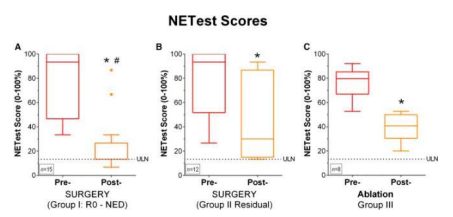 NETest Scores
A
NETest Score (0-100%)
100
80
60
40
20
0
* #
ULN
n=15
Pre-
Post-
SURGERY
(Group I: R0 - NED)
B
NETest Score (0-100%)
100
80
60
40
20
0
*
ULN
n=12
Pre-
Post-
SURGERY
(Group II Residual)
C
NETest Score (0-100%)
100
80
60
40
20
0
*
ULN
Pre-
Post-
Ablation
Group III